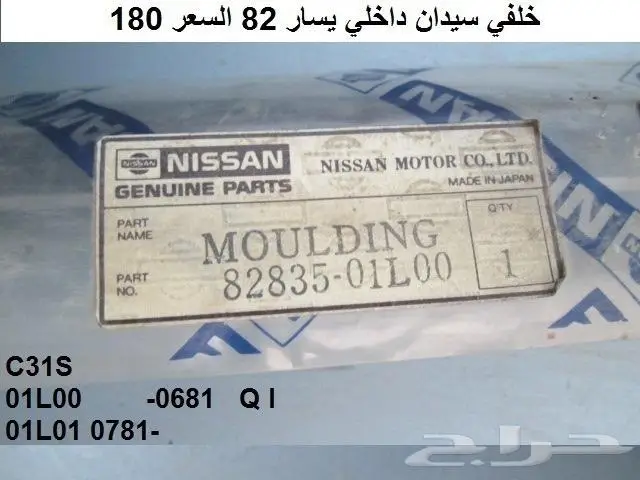 خلفي سيدان داخلي يسار 82 السعر 180
NISSAN
GENUINE PARTS
NISSAN MOTOR CO.,LTD.
MADE IN JAPAN
PART NAME
MOULDING
Q'TY
PART NO.
82835-01L00
1
C31S
01L00 -0681 Q I
01L01 0781-
حراج